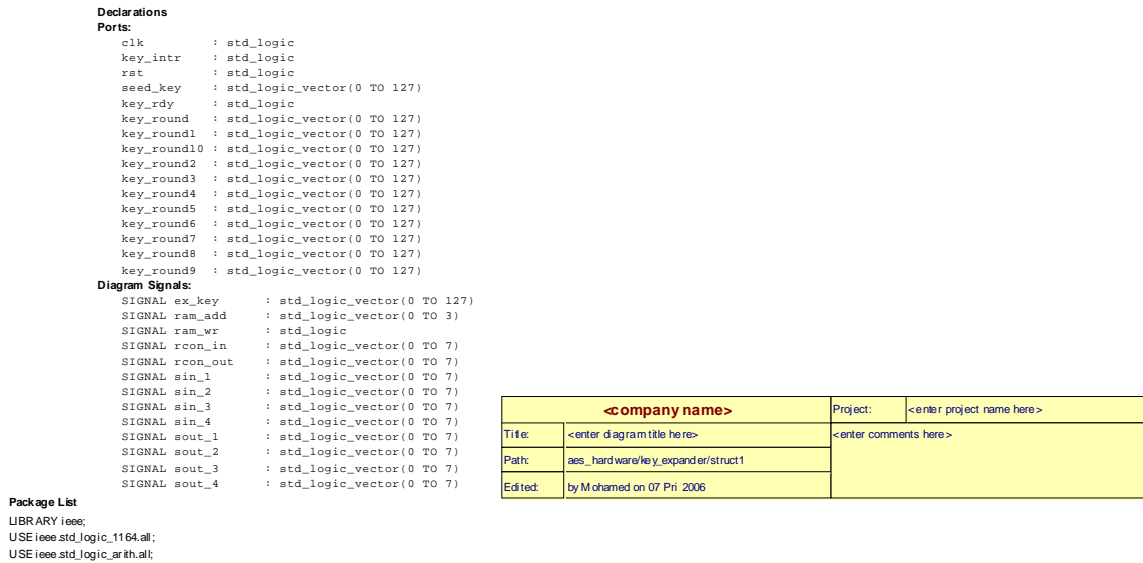 Declarations
Ports:
clk : std_logic
key_intr : std_logic
rst : std_logic
seed_key : std_logic_vector(0 TO 127)
key_rdy : std_logic
key_round : std_logic_vector(0 TO 127)
key_round1 : std_logic_vector(0 TO 127)
key_round10 : std_logic_vector(0 TO 127)
key_round2 : std_logic_vector(0 TO 127)
key_round3 : std_logic_vector(0 TO 127)
key_round4 : std_logic_vector(0 TO 127)
key_round5 : std_logic_vector(0 TO 127)
key_round6 : std_logic_vector(0 TO 127)
key_round7 : std_logic_vector(0 TO 127)
key_round8 : std_logic_vector(0 TO 127)
key_round9 : std_logic_vector(0 TO 127)
Diagram Signals:
SIGNAL ex_key : std_logic_vector(0 TO 127)
SIGNAL ram_add : std_logic_vector(0 TO 3)
SIGNAL ram_wr : std_logic
SIGNAL rcon_in : std_logic_vector(0 TO 7)
SIGNAL rcon_out : std_logic_vector(0 TO 7)
SIGNAL sin_1 : std_logic_vector(0 TO 7)
SIGNAL sin_2 : std_logic_vector(0 TO 7)
SIGNAL sin_3 : std_logic_vector(0 TO 7)
SIGNAL sin_4 : std_logic_vector(0 TO 7)
SIGNAL sout_1 : std_logic_vector(0 TO 7)
SIGNAL sout_2 : std_logic_vector(0 TO 7)
SIGNAL sout_3 : std_logic_vector(0 TO 7)
SIGNAL sout_4 : std_logic_vector(0 TO 7)
Package List
LIBRARY ieee;
USE ieee.std_logic_1164.all;
USE ieee.std_logic_arith.all;
<company name>
Project: <enter project name here>
Title: <enter diagram title here>
<enter comments here>
Path: aes_hardware/key_expander/struct1
Edited: by Mohamed on 07 Pri 2006